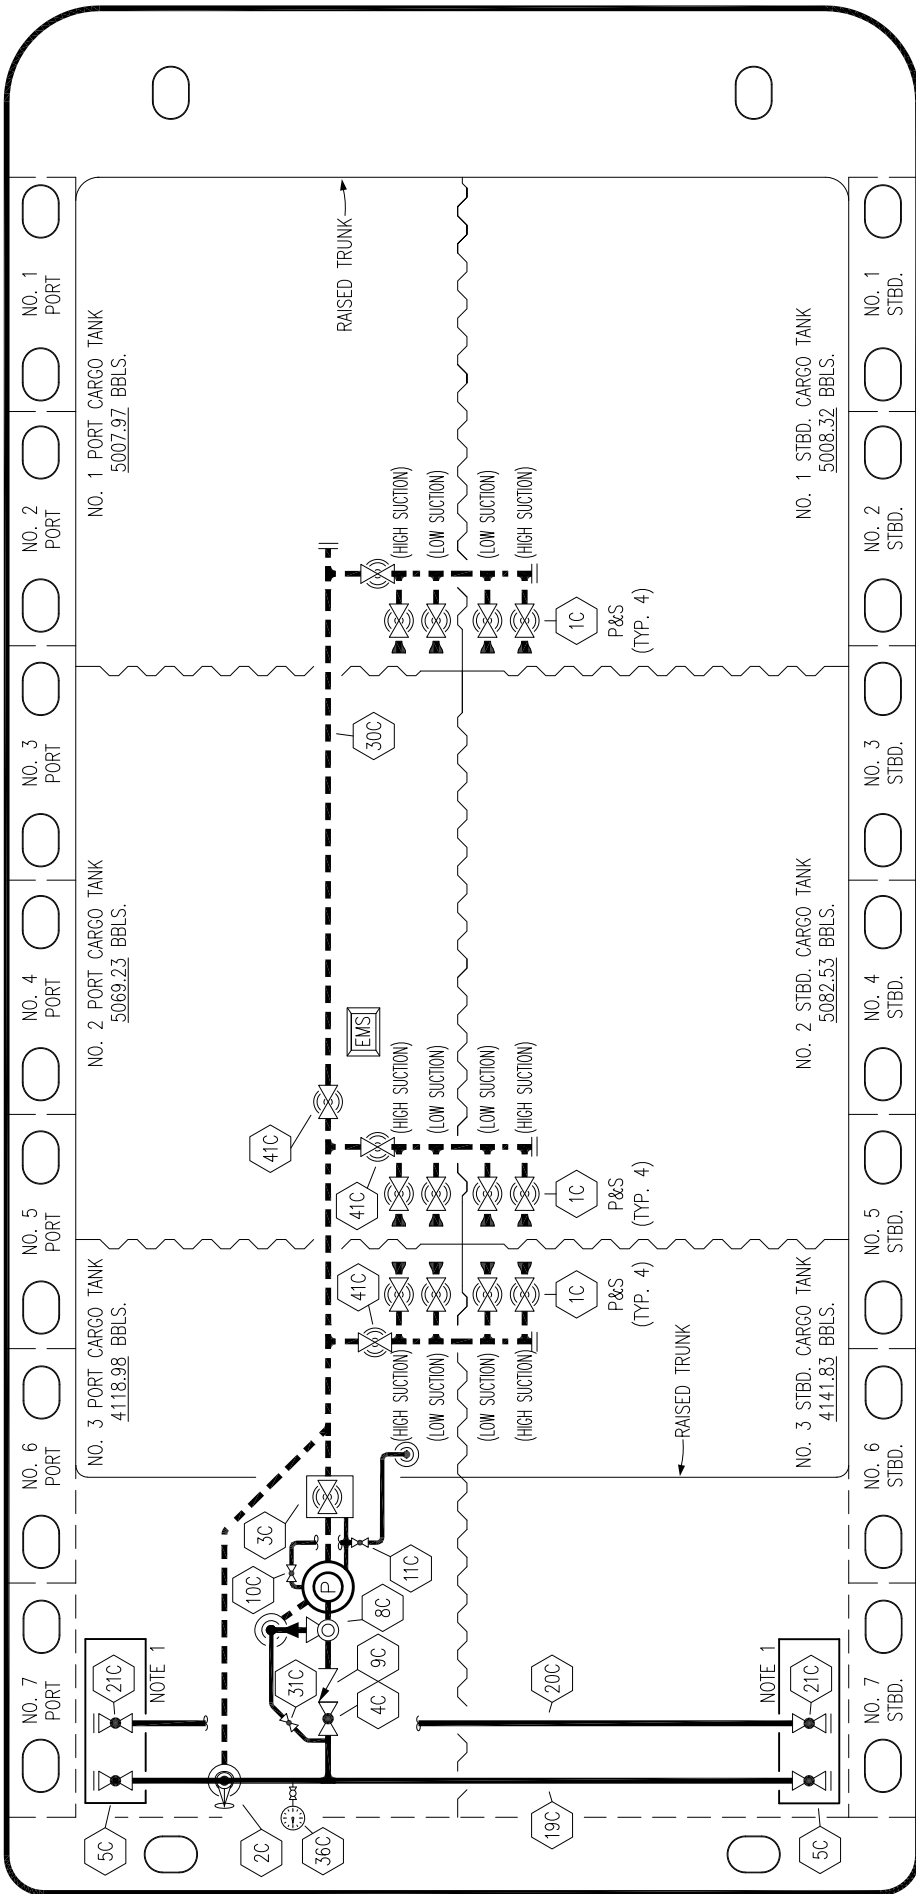 NO. 1
PORT
NO. 2
PORT
NO. 3
PORT
NO. 4
PORT
NO. 5
PORT
NO. 6
PORT
NO. 7
PORT
NO. 1 PORT CARGO TANK
5007.97 BBLS.
RAISED TRUNK
NO. 2 PORT CARGO TANK
5069.23 BBLS.
NO. 3 PORT CARGO TANK
4118.98 BBLS.
(HIGH SUCTION)
(LOW SUCTION)
(LOW SUCTION)
(HIGH SUCTION)
1C
P&S
(TYP. 4)
30C
EMS
41C
41C
(HIGH SUCTION)
(LOW SUCTION)
(LOW SUCTION)
(HIGH SUCTION)
1C
P&S
(TYP. 4)
41C
(HIGH SUCTION)
(LOW SUCTION)
(LOW SUCTION)
(HIGH SUCTION)
1C
P&S
(TYP. 4)
3C
10C
11C
P
8C
9C
4C
31C
21C
NOTE 1
5C
2C
36C
20C
19C
RAISED TRUNK
NOTE 1
21C
5C
NO. 1 STBD. CARGO TANK
5008.32 BBLS.
NO. 2 STBD. CARGO TANK
5082.53 BBLS.
NO. 3 STBD. CARGO TANK
4141.83 BBLS.
NO. 1
STBD.
NO. 2
STBD.
NO. 3
STBD.
NO. 4
STBD.
NO. 5
STBD.
NO. 6
STBD.
NO. 7
STBD.